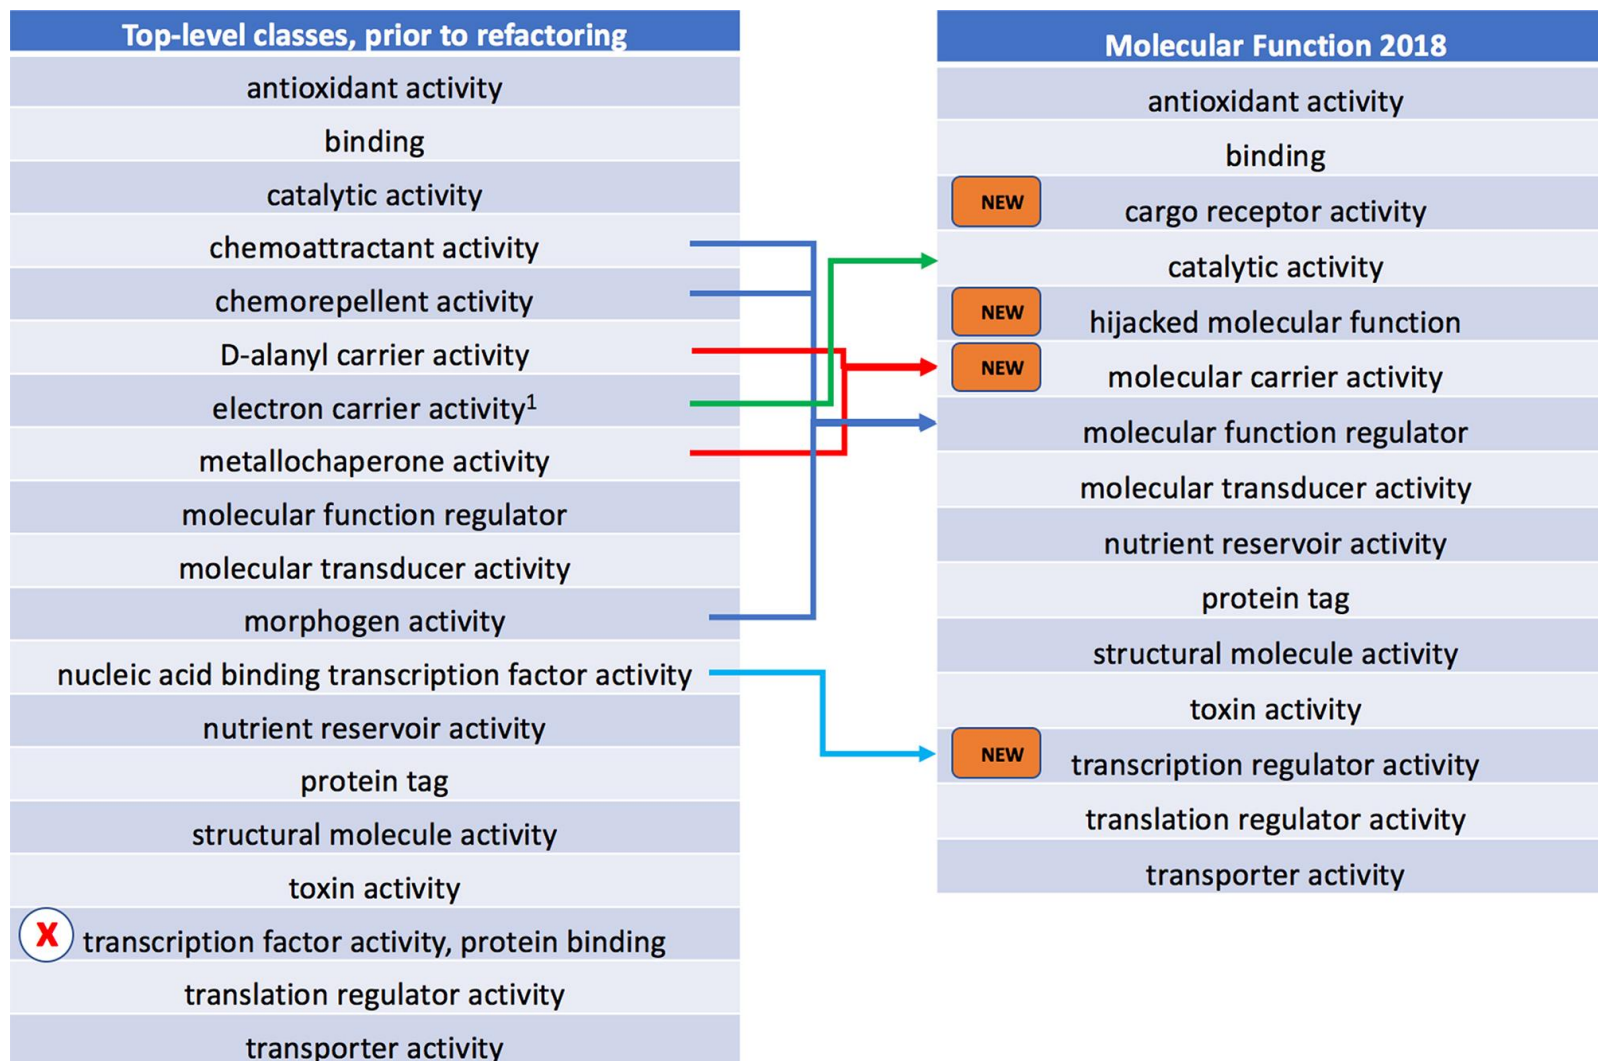 Top-level classes, prior to refactoring
antioxidant activity
binding
catalytic activity
chemoattractant activity
chemorepellent activity
D-alanyl carrier activity
electron carrier activity¹
metallochaperone activity
molecular function regulator
molecular transducer activity
morphogen activity
nucleic acid binding transcription factor activity
nutrient reservoir activity
protein tag
structural molecule activity
toxin activity
X transcription factor activity, protein binding
translation regulator activity
transporter activity
Molecular Function 2018
antioxidant activity
binding
NEW cargo receptor activity
catalytic activity
NEW hijacked molecular function
NEW molecular carrier activity
molecular function regulator
molecular transducer activity
nutrient reservoir activity
protein tag
structural molecule activity
toxin activity
NEW transcription regulator activity
translation regulator activity
transporter activity